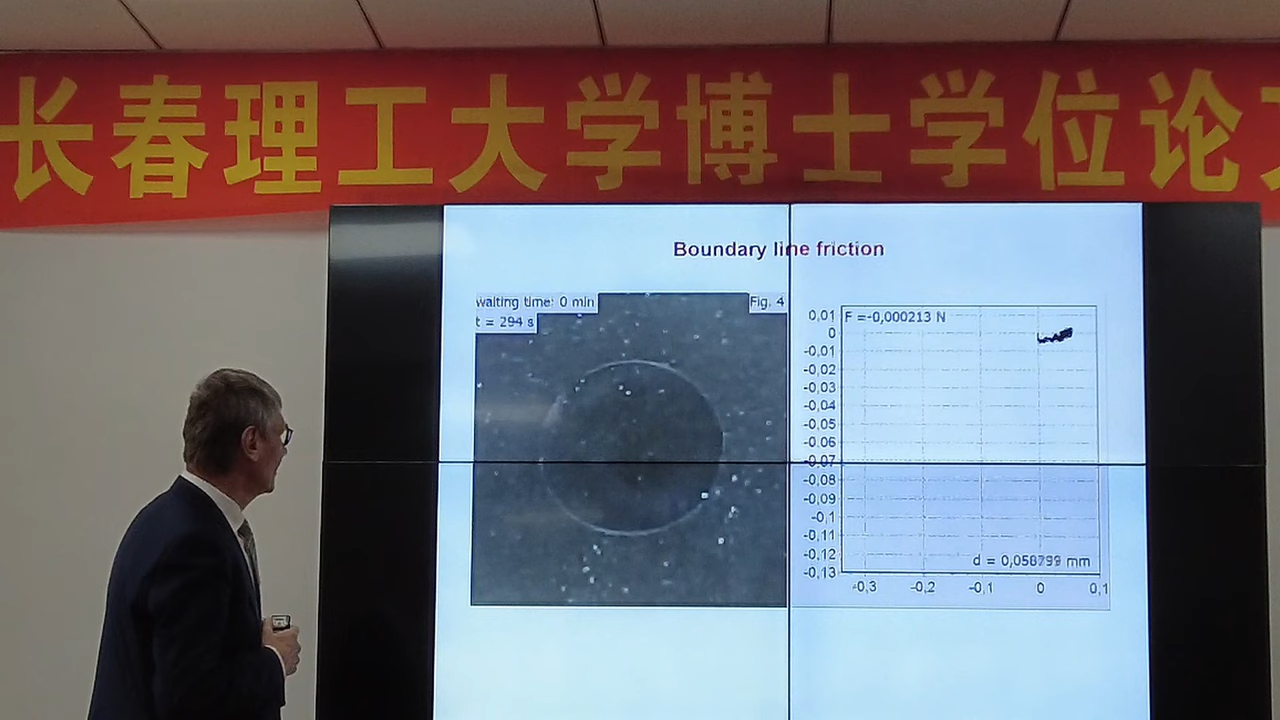 长春理工大学博士学位论
Boundary line friction
waiting time: 0 min
Fig. 4
t = 294 s
F =-0,000213 N
0,01
0
-0,01
-0,02
-0,03
-0,04
-0,05
-0,06
-0,07
-0,08
-0,09
-0,1
-0,11
-0,12
-0,13
d = 0,058799 mm
-0,3 -0,2 -0,1 0 0,1